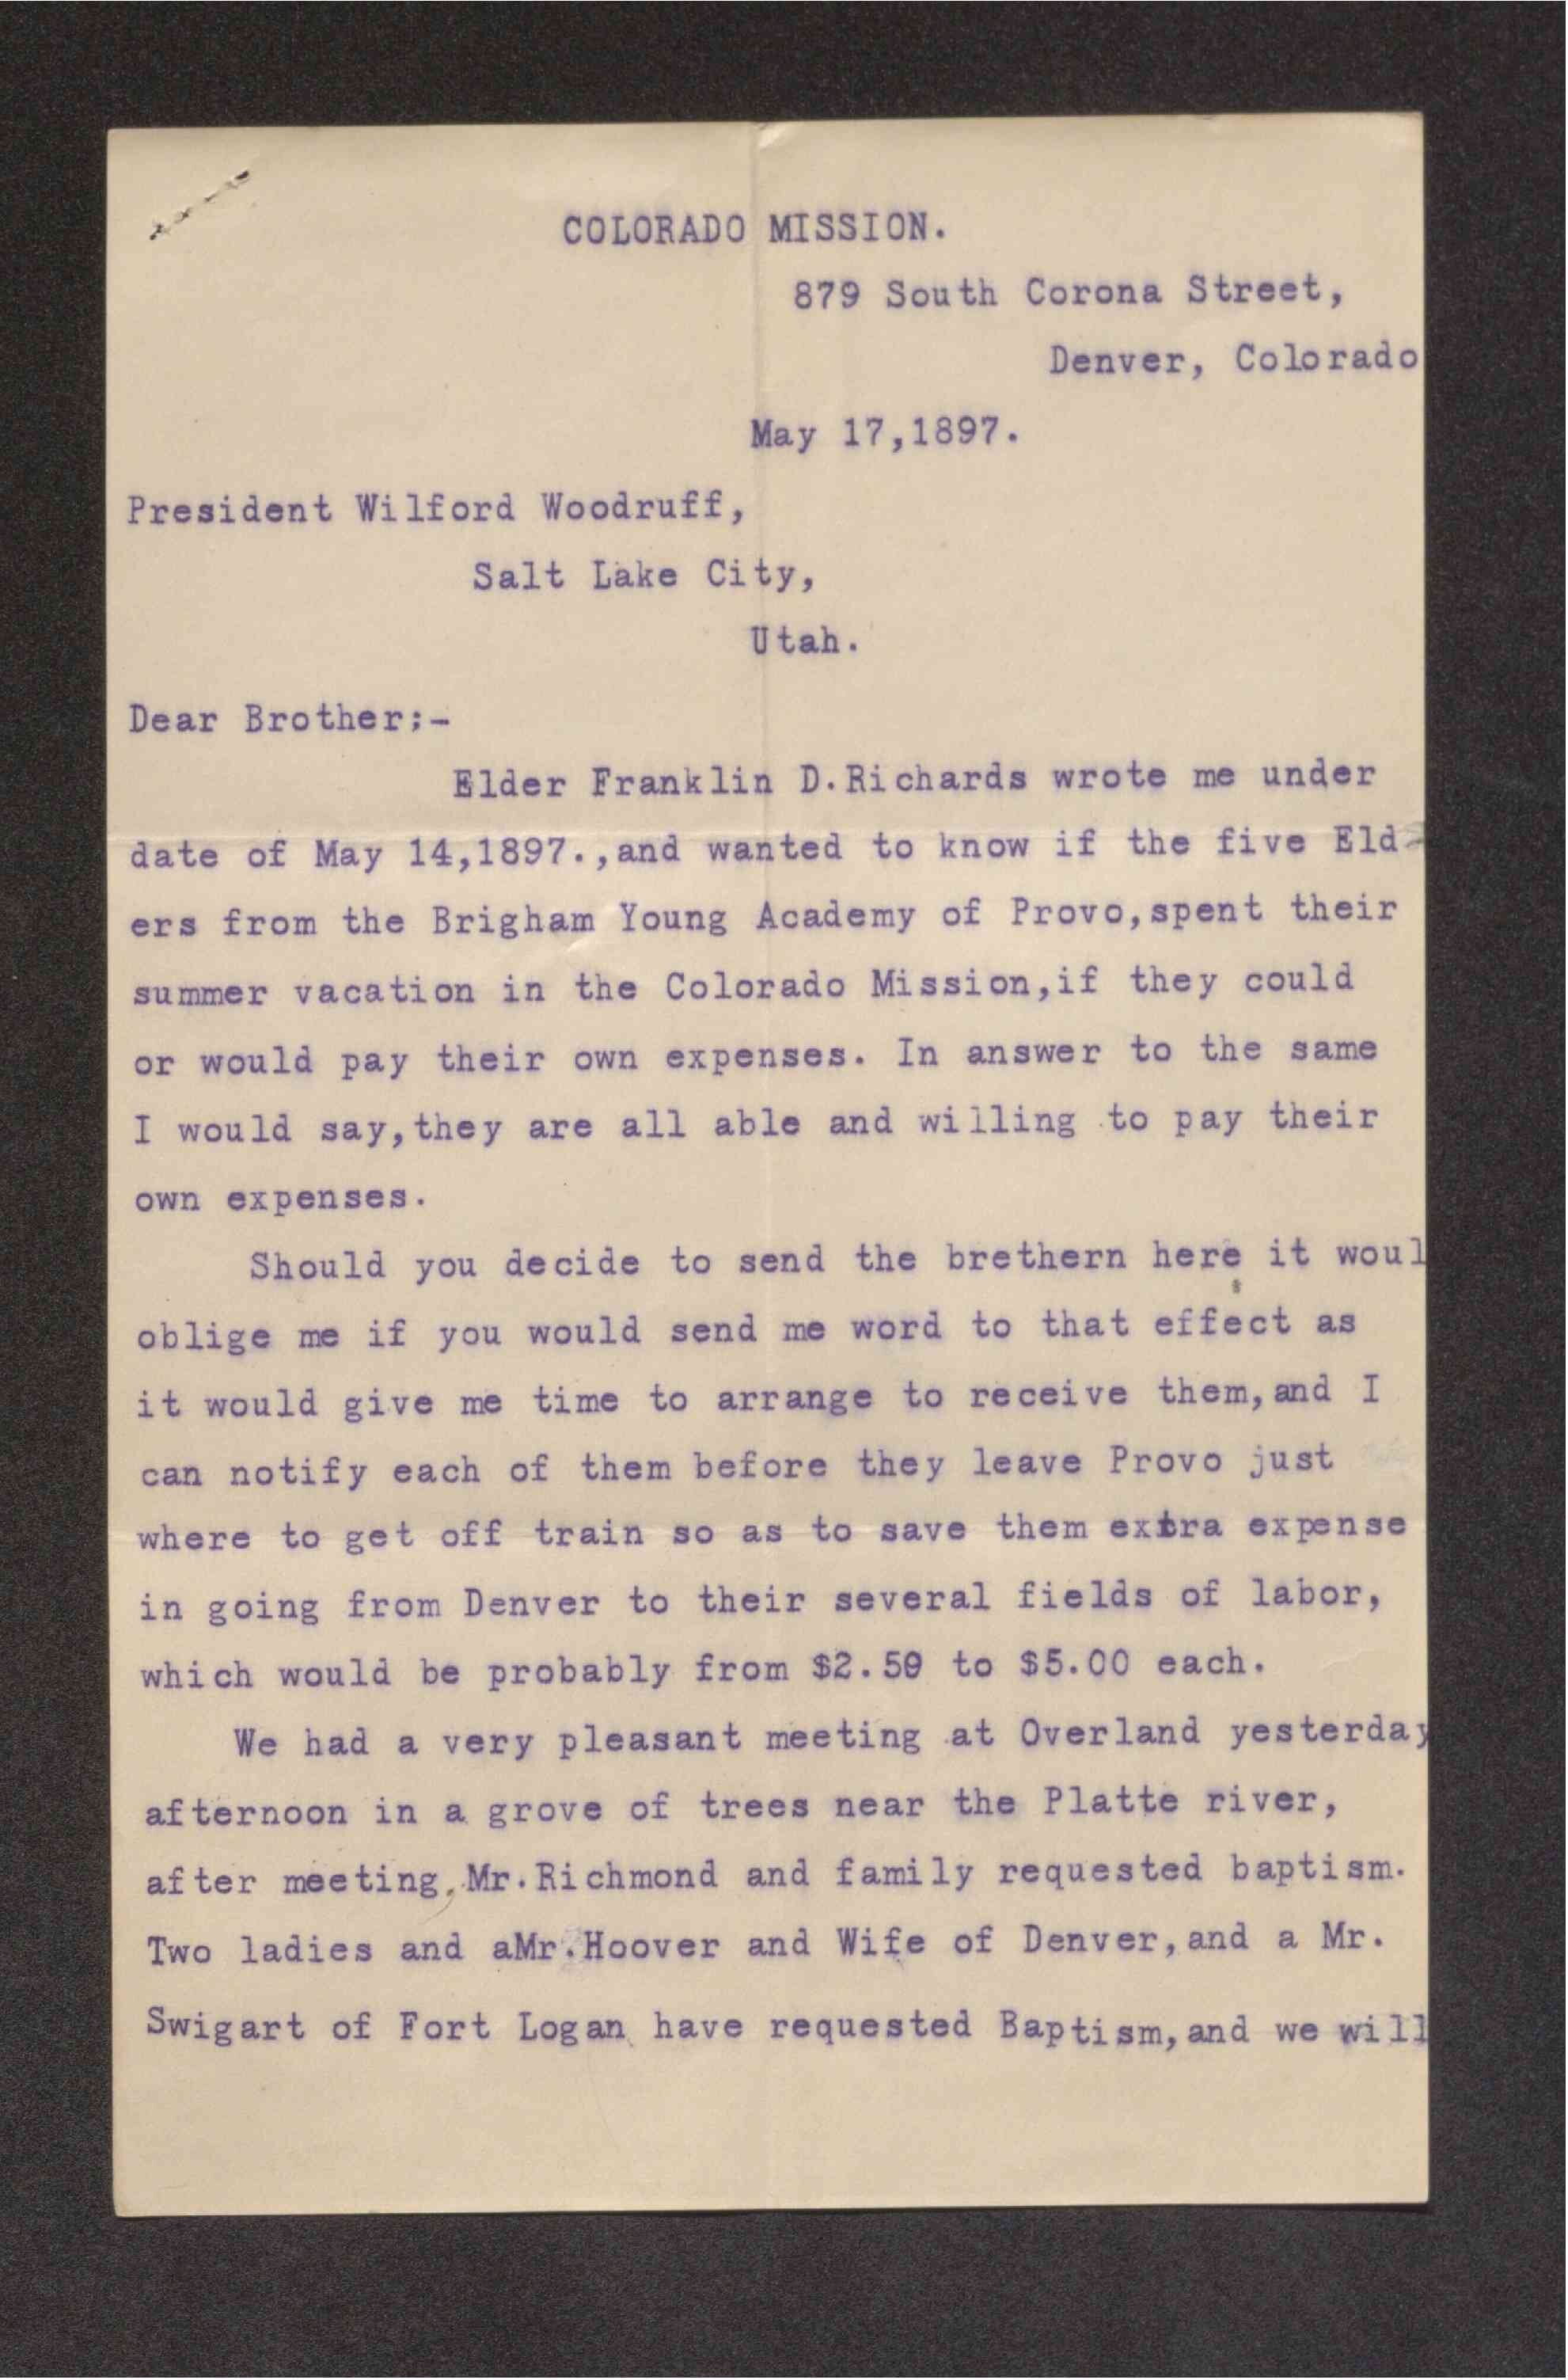 COLORADO MISSION.
879 South Corona Street,
Denver, Colorado
May 17,1897.
President Wilford Woodruff,
Salt Lake City,
Utah.
Dear Brother:-
Elder Franklin D.Richards wrote me under
date of May 14,1897.,and wanted to know if the five Eld-
ers from the Brigham Young Academy of Provo,spent their
summer vacation in the Colorado Mission,if they could
or would pay their own expenses. In answer to the same
I would say,they are all able and willing to pay their
own expenses.
Should you decide to send the brethern here it woul
oblige me if you would send me word to that effect as
it would give me time to arrange to receive them,and I
can notify each of them before they leave Provo just
where to get off train so as to save them extra expense
in going from Denver to their several fields of labor,
which would be probably from $2.50 to $5.00 each.
We had a very pleasant meeting at Overland yesterday
afternoon in a grove of trees near the Platte river,
after meeting,Mr.Richmond and family requested baptism.
Two ladies and aMr.Hoover and Wife of Denver,and a Mr.
Swigart of Fort Logan have requested Baptism,and we will